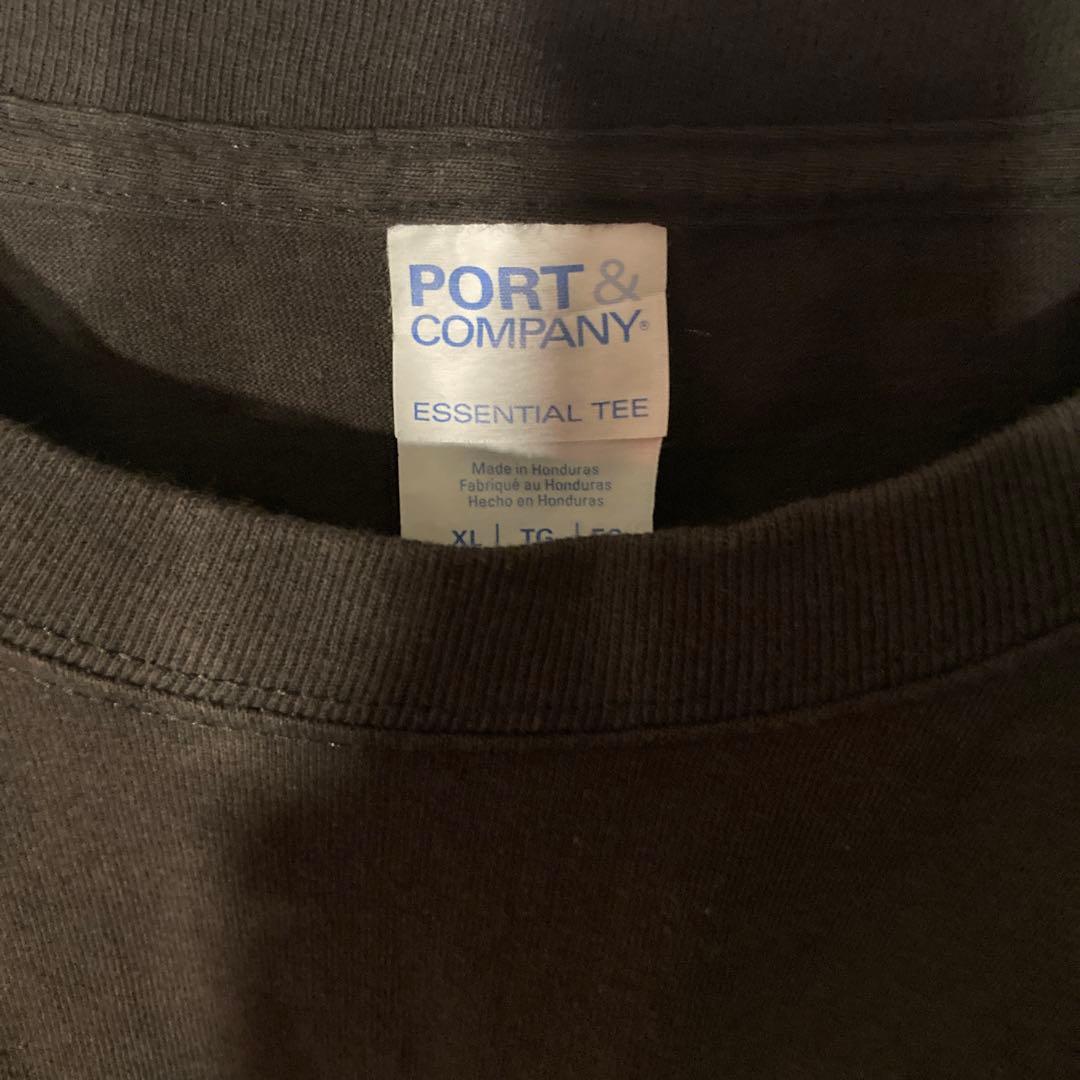 PORT &
COMPANY®
ESSENTIAL TEE
Made in Honduras
Fabriqué au Honduras
Hecho en Honduras
XL | TG |